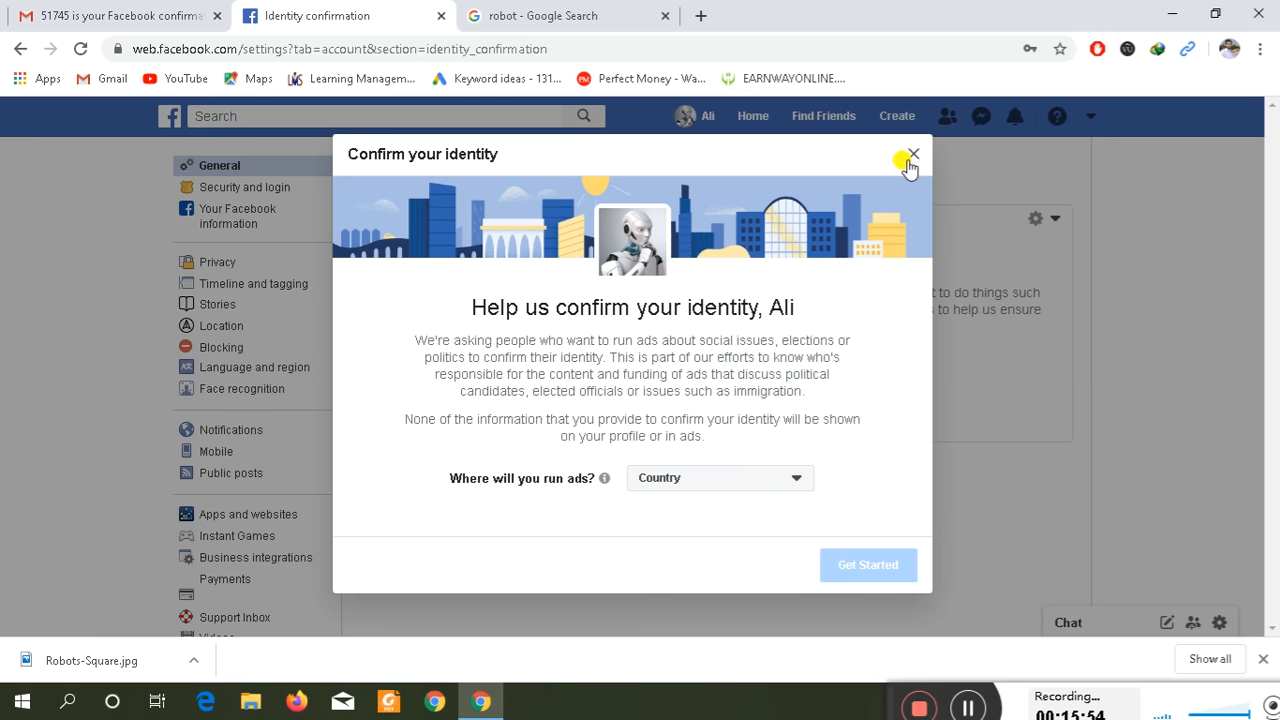 51745 is your Facebook confirma
Identity confirmation
robot - Google Search
web.facebook.com/settings?tab=account&section=identity_confirmation
Apps
Gmail
YouTube
Maps
Learning Managem...
Keyword ideas - 131...
Perfect Money - Wa...
EARNWAYONLINE....
Search
Ali
Home
Find Friends
Create
General
Security and login
Your Facebook
information
Privacy
Timeline and tagging
Stories
Location
Blocking
Language and region
Face recognition
Notifications
Mobile
Public posts
Apps and websites
Instant Games
Business integrations
Payments
Support Inbox
Videos
Confirm your identity
Help us confirm your identity, Ali
We're asking people who want to run ads about social issues, elections or
politics to confirm their identity. This is part of our efforts to know who's
responsible for the content and funding of ads that discuss political
candidates, elected officials or issues such as immigration.
None of the information that you provide to confirm your identity will be shown
on your profile or in ads.
Where will you run ads?
Country
Get Started
t to do things such
s to help us ensure
Chat
Robots-Square.jpg
Show all
Recording...
00:15:54